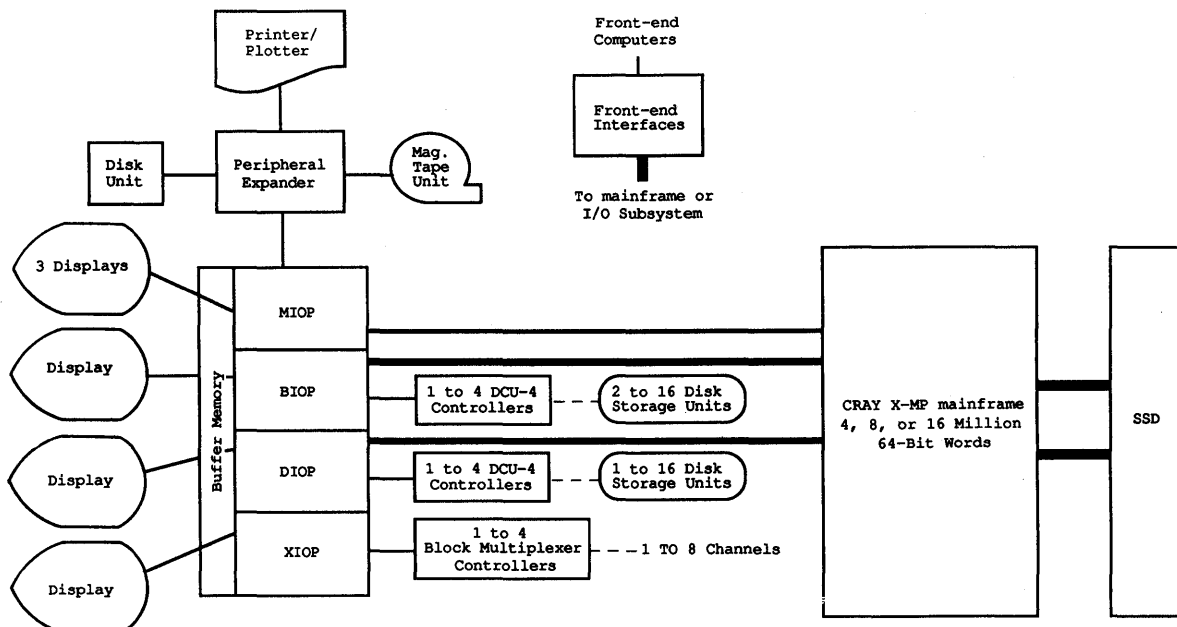 Printer/
Plotter
Front-end
Computers
Front-end
Interfaces
Disk
Unit
Peripheral
Expander
Mag.
Tape
Unit
To mainframe or
I/O Subsystem
3 Displays
MIOP
Display
Buffer Memory
BIOP
1 to 4 DCU-4
Controllers
2 to 16 Disk
Storage Units
CRAY X-MP mainframe
4, 8, or 16 Million
64-Bit Words
SSD
Display
DIOP
1 to 4 DCU-4
Controllers
1 to 16 Disk
Storage Units
XIOP
1 to 4
Block Multiplexer
Controllers
1 TO 8 Channels
Display